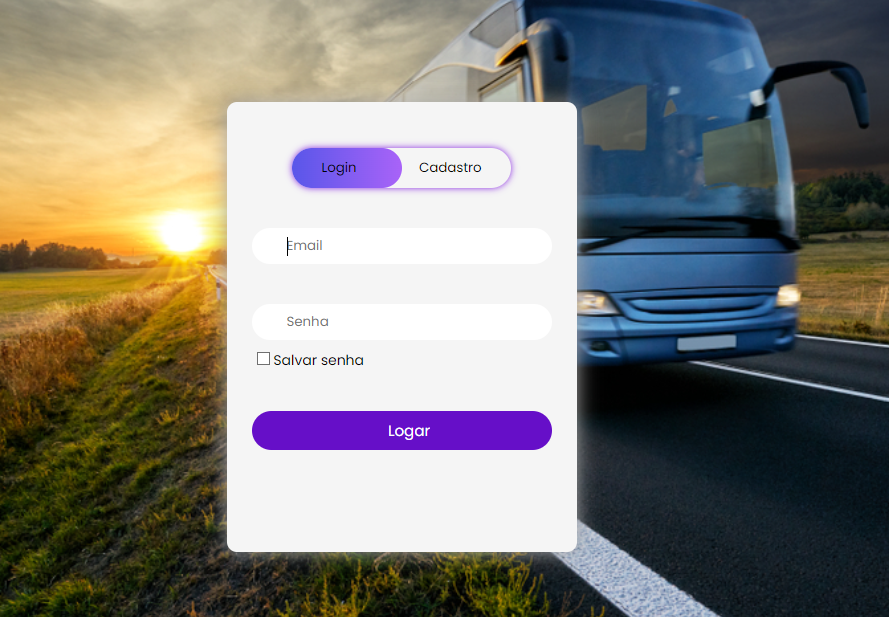 Login
Cadastro
Email
Senha
Salvar senha
Logar